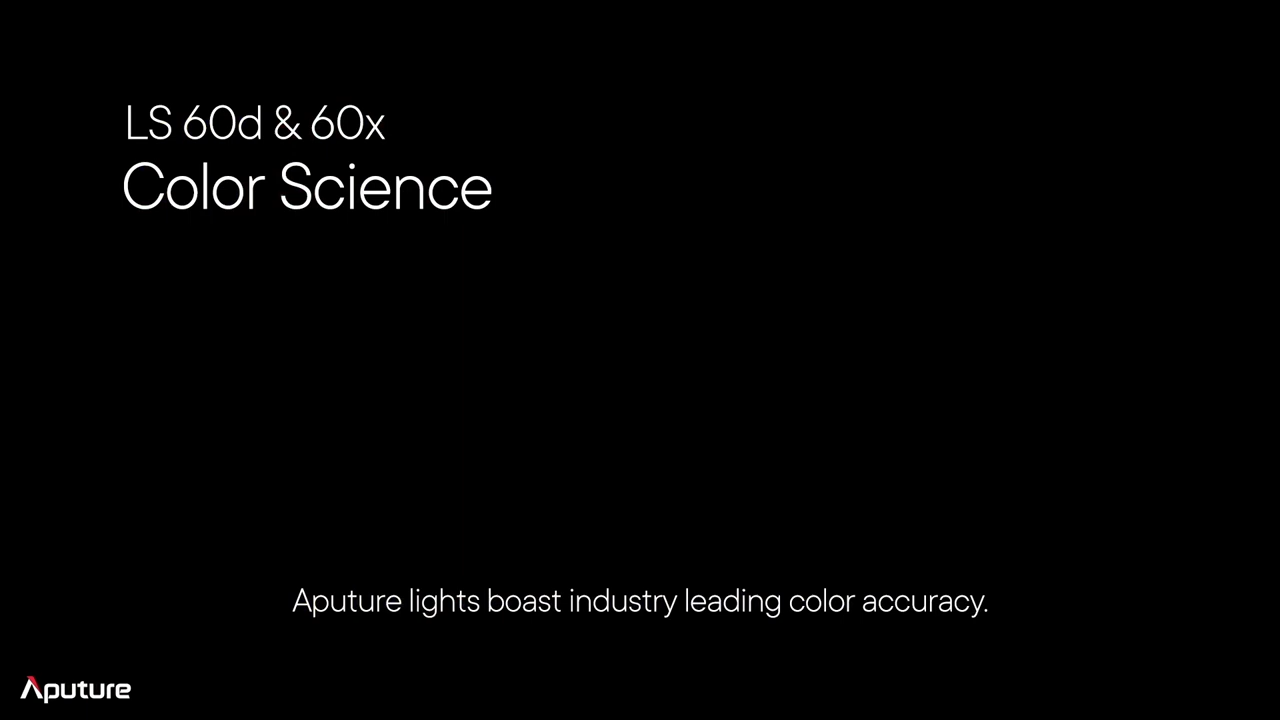 LS 60d & 60x
Color Science
Aputure lights boast industry leading color accuracy.
Aputure